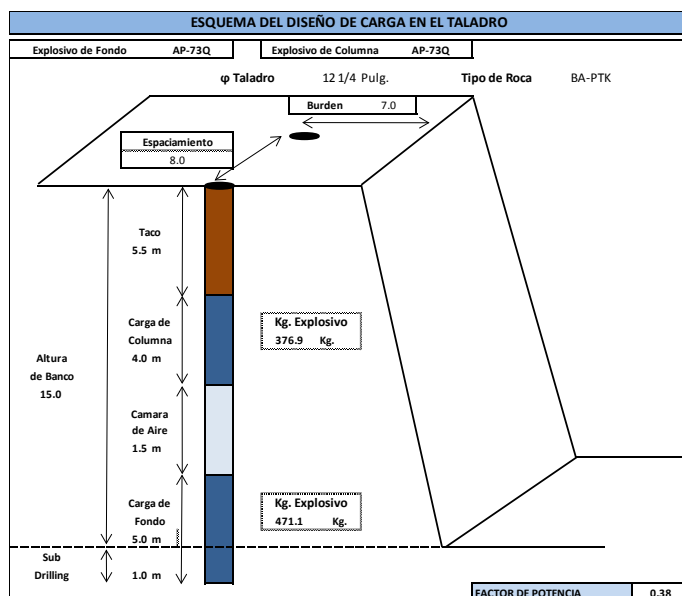 ESQUEMA DEL DISEÑO DE CARGA EN EL TALADRO
Explosivo de Fondo AP-73Q Explosivo de Columna AP-73Q
φ Taladro 12 1/4 Pulg. Tipo de Roca BA-PTK
Burden 7.0
Espaciamiento
8.0
Taco
5.5 m
Carga de
Columna
4.0 m
Kg. Explosivo
376.9 Kg.
Altura
de Banco
15.0
Camara
de Aire
1.5 m
Carga de
Fondo
5.0 m
Kg. Explosivo
471.1 Kg.
Sub
Drilling
1.0 m
FACTOR DE POTENCIA 0.38